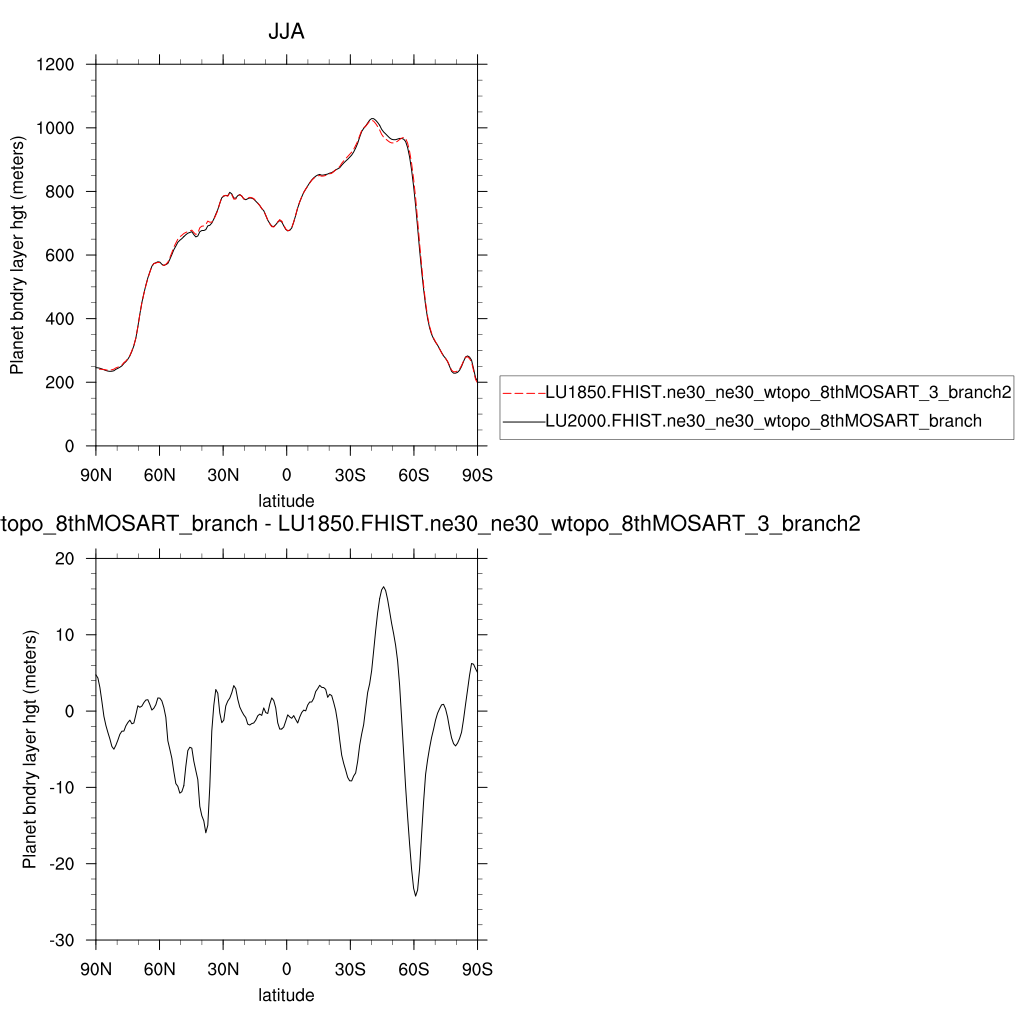 JJA
Planet bndry layer hgt (meters)
1200
1000
800
600
400
200
0
90N 60N 30N 0 30S 60S 90S
latitude
LU1850.FHIST.ne30_ne30_wtopo_8thMOSART_3_branch2
LU2000.FHIST.ne30_ne30_wtopo_8thMOSART_branch
topo_8thMOSART_branch - LU1850.FHIST.ne30_ne30_wtopo_8thMOSART_3_branch2
Planet bndry layer hgt (meters)
20
10
0
-10
-20
-30
90N 60N 30N 0 30S 60S 90S
latitude